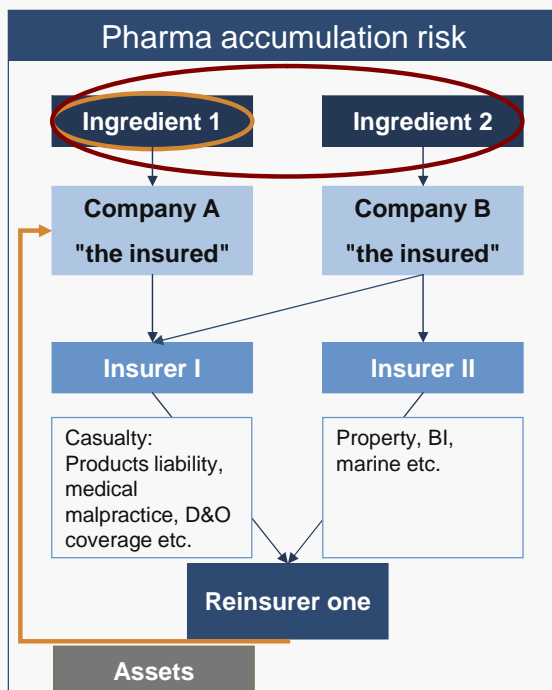 Pharma accumulation risk
Ingredient 1
Ingredient 2
Company A
"the insured"
Company B
"the insured"
Insurer I
Insurer II
Casualty:
Products liability,
medical
malpractice, D&O
coverage etc.
Property, BI,
marine etc.
Reinsurer one
Assets